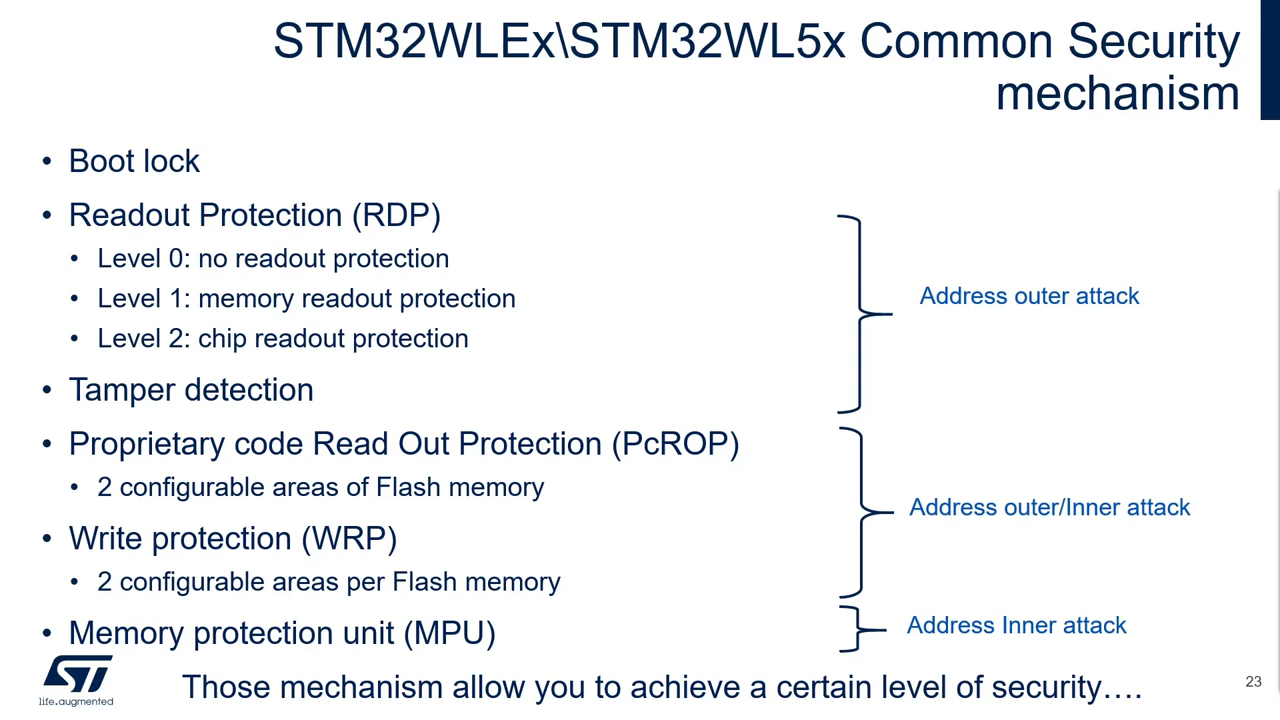 STM32WLEx\STM32WL5x Common Security
mechanism
• Boot lock
• Readout Protection (RDP)
• Level 0: no readout protection
• Level 1: memory readout protection
• Level 2: chip readout protection
Address outer attack
• Tamper detection
• Proprietary code Read Out Protection (PcROP)
• 2 configurable areas of Flash memory
Address outer/Inner attack
• Write protection (WRP)
• 2 configurable areas per Flash memory
• Memory protection unit (MPU)
Address Inner attack
Those mechanism allow you to achieve a certain level of security….
ST
life.augmented
23